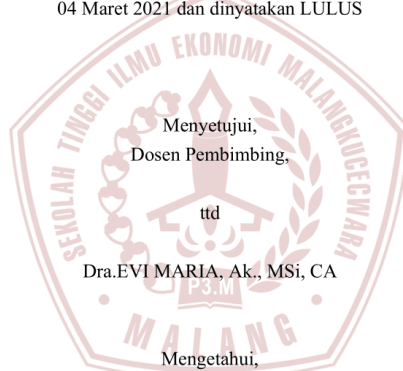 04 Maret 2021 dan dinyatakan LULUS
SEKOLAH TINGGI ILMU EKONOMI MALANGKUCECWARA
Menyetujui,
Dosen Pembimbing,
ttd
Dra.EVI MARIA, Ak., MSi, CA
P3.M
MALANG
Mengetahui,